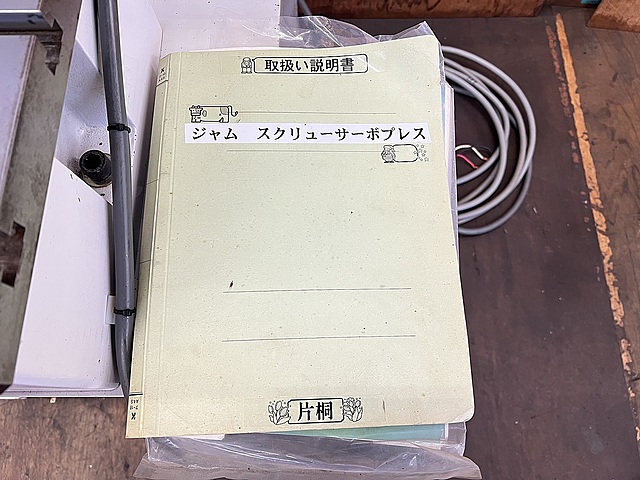 取扱い説明書
ジャム　スクリューサーボプレス
片桐